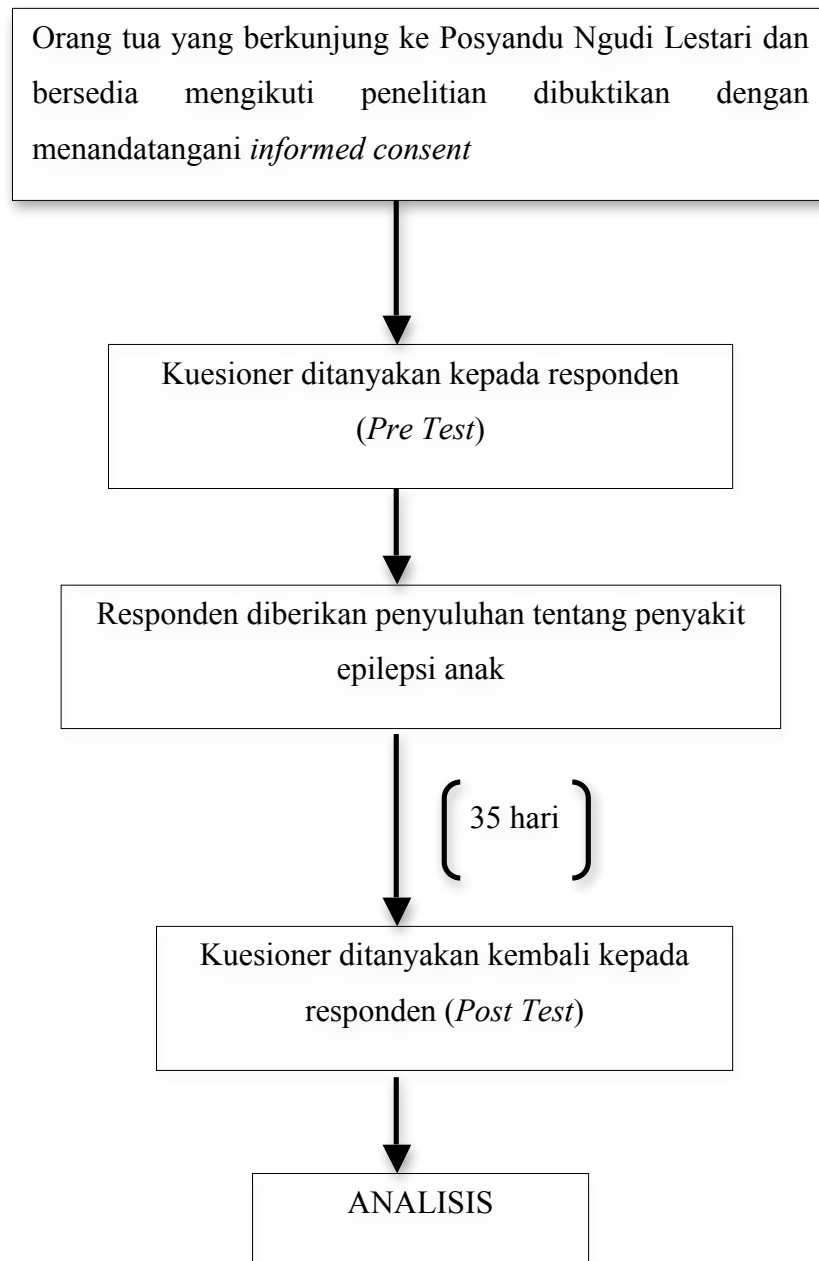 Orang tua yang berkunjung ke Posyandu Ngudi Lestari dan
bersedia mengikuti penelitian dibuktikan dengan
menandatangani informed consent
Kuesioner ditanyakan kepada responden
(Pre Test)
Responden diberikan penyuluhan tentang penyakit
epilepsi anak
35 hari
Kuesioner ditanyakan kembali kepada
responden (Post Test)
ANALISIS